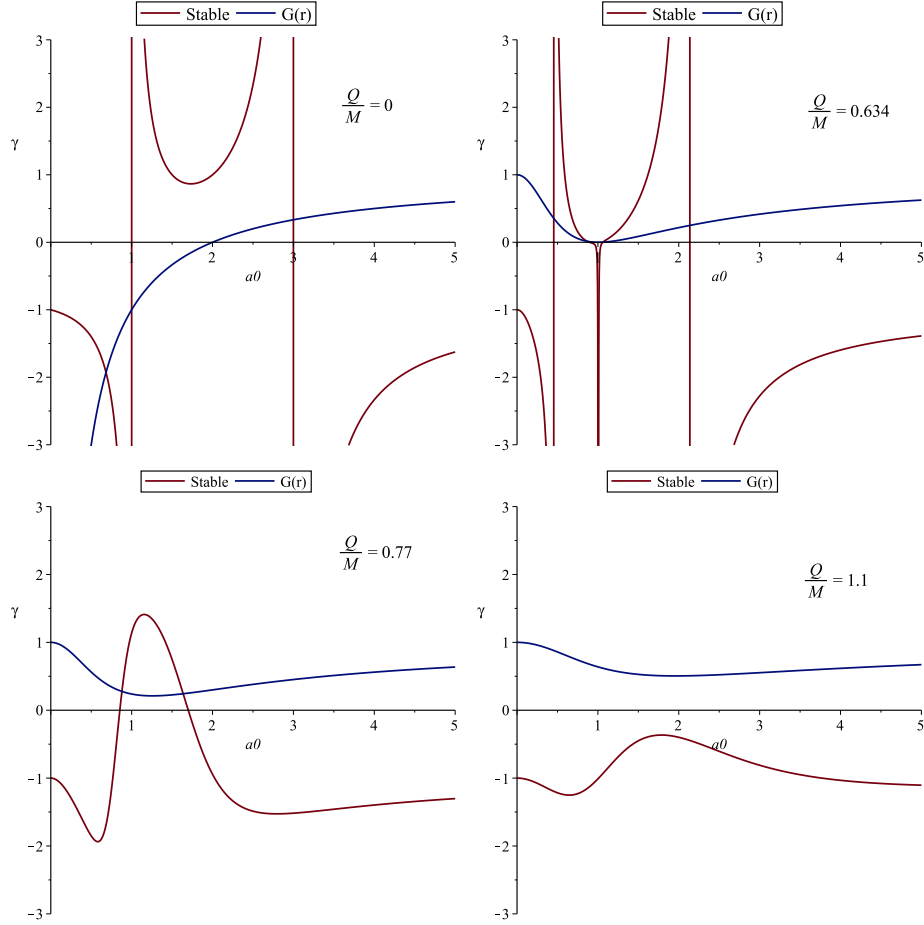 Stable G(r)
3
2
1
0
−1
−2
−3
γ
1 2 3 4 5
a0
Q/M = 0
Stable G(r)
3
2
1
0
−1
−2
−3
γ
1 2 3 4 5
a0
Q/M = 0.634
Stable G(r)
3
2
1
0
−1
−2
−3
γ
1 2 3 4 5
a0
Q/M = 0.77
Stable G(r)
3
2
1
0
−1
−2
−3
γ
1 2 3 4 5
a0
Q/M = 1.1